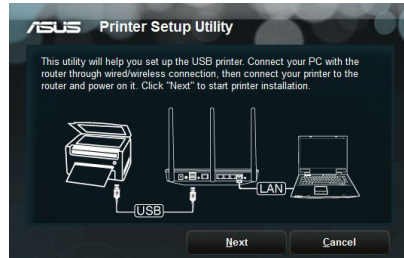 ASUS Printer Setup Utility
This utility will help you set up the USB printer. Connect your PC with the
router through wired/wireless connection, then connect your printer to the
router and power on it. Click "Next" to start printer installation.
LAN
USB
Next Cancel